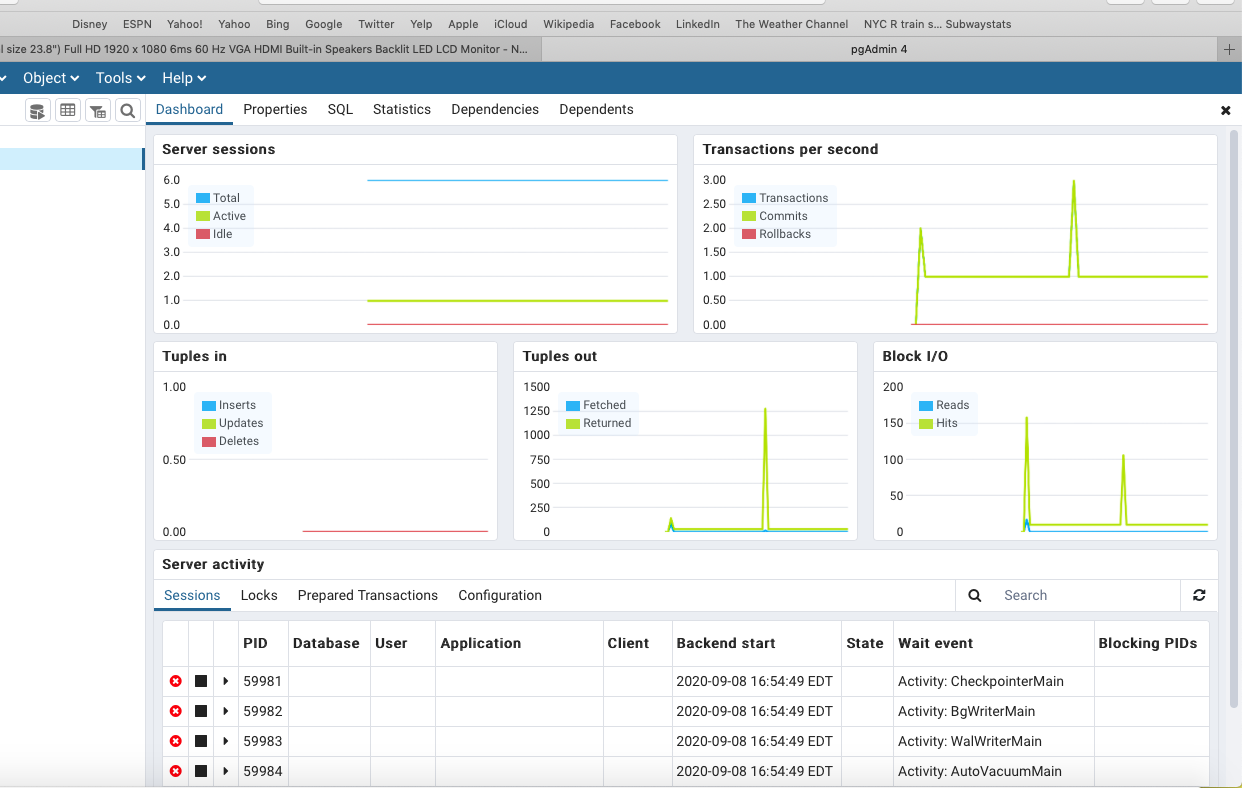 Disney ESPN Yahoo! Yahoo Bing Google Twitter Yelp Apple iCloud Wikipedia Facebook LinkedIn The Weather Channel NYC R train s... Subwaystats
l size 23.8") Full HD 1920 x 1080 6ms 60 Hz VGA HDMI Built-in Speakers Backlit LED LCD Monitor - N... pgAdmin 4 +
Object Tools Help
Dashboard Properties SQL Statistics Dependencies Dependents
Server sessions
6.0
5.0
4.0
3.0
2.0
1.0
0.0
Total
Active
Idle
Transactions per second
3.00
2.50
2.00
1.50
1.00
0.50
0.00
Transactions
Commits
Rollbacks
Tuples in
1.00
0.50
0.00
Inserts
Updates
Deletes
Tuples out
1500
1250
1000
750
500
250
0
Fetched
Returned
Block I/O
200
150
100
50
0
Reads
Hits
Server activity
Sessions Locks Prepared Transactions Configuration Search
PID Database User Application Client Backend start State Wait event Blocking PIDs
59981 2020-09-08 16:54:49 EDT Activity: CheckpointerMain
59982 2020-09-08 16:54:49 EDT Activity: BgWriterMain
59983 2020-09-08 16:54:49 EDT Activity: WalWriterMain
59984 2020-09-08 16:54:49 EDT Activity: AutoVacuumMain